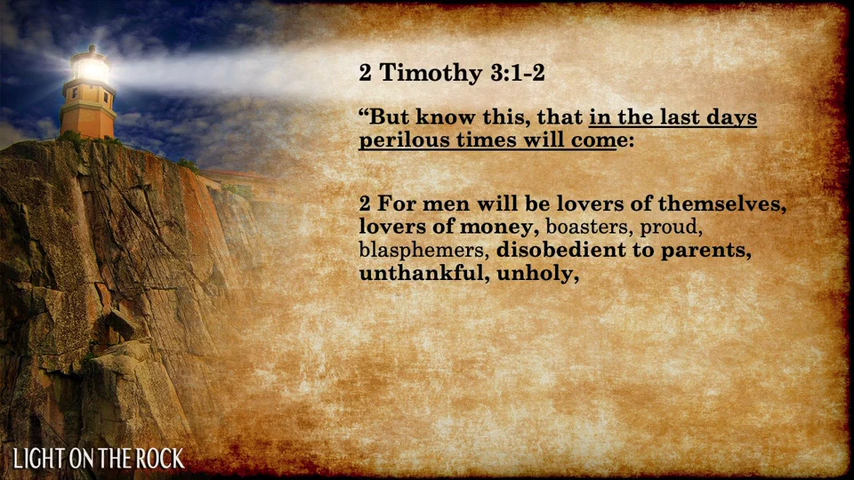 2 Timothy 3:1-2
“But know this, that in the last days
perilous times will come:
2 For men will be lovers of themselves,
lovers of money, boasters, proud,
blasphemers, disobedient to parents,
unthankful, unholy,
LIGHT ON THE ROCK